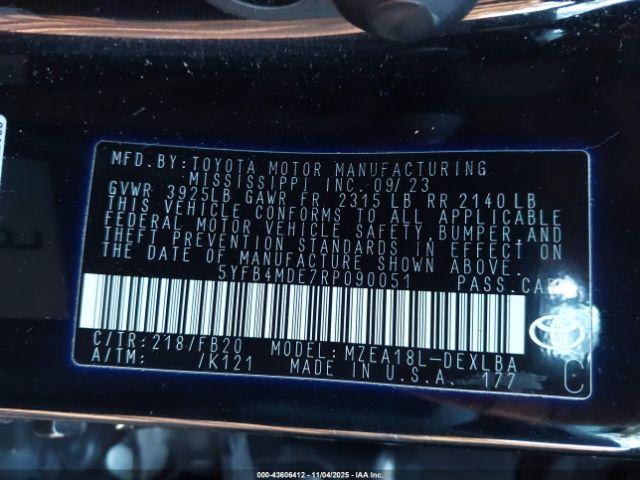 MFD.BY:TOYOTA MOTOR MANUFACTURING
MISSISSIPPI INC. 09/23
GVWR 3925LB GAWR FR 2315 LB RR 2140 LB
THIS VEHICLE CONFORMS TO ALL APPLICABLE
FEDERAL MOTOR VEHICLE SAFETY, BUMPER AND
THEFT PREVENTION STANDARDS IN EFFECT ON
THE DATE OF MANUFACTURE SHOWN ABOVE.
5YFB4MDE7RP090051 PASS.CAR
C/TR:218/FB20 MODEL: MZEA18L-DEXLBA
A/TM: /K121 MADE IN U.S.A. 177
C
000-43606412 - 11/04/2025 - IAA Inc.